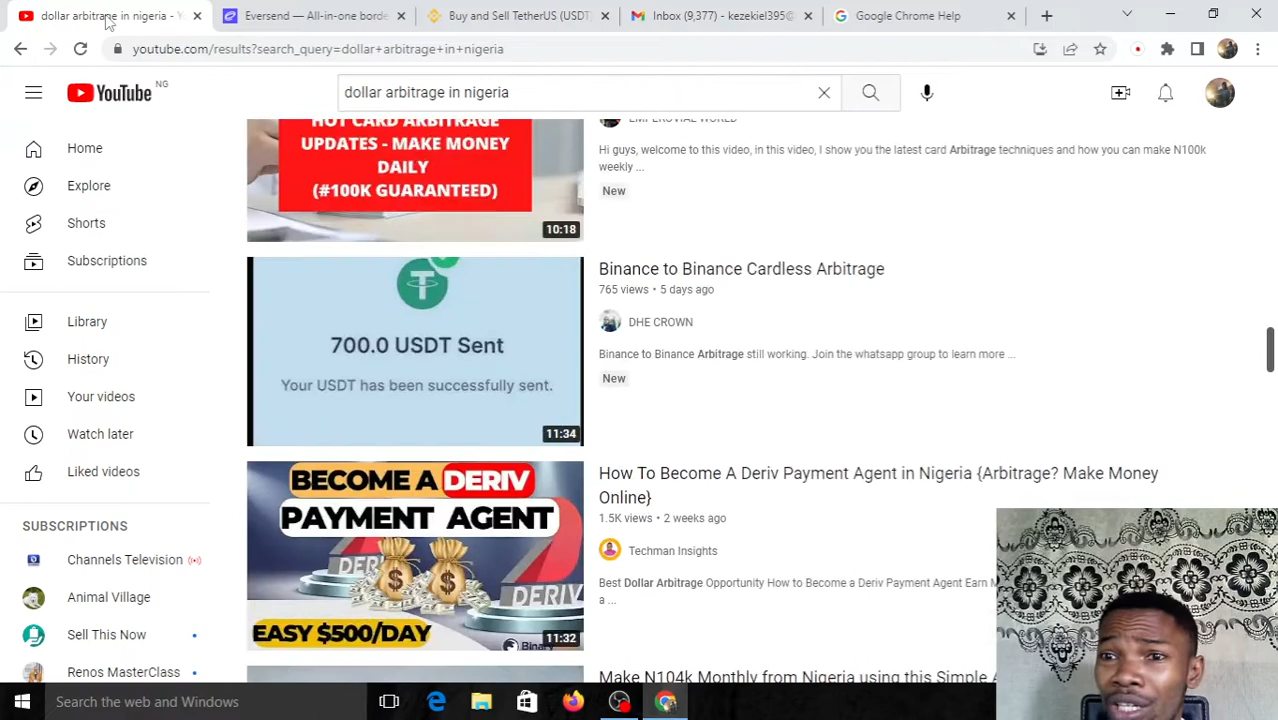 dollar arbitrage in nigeria - Y
Eversend — All-in-one borde
Buy and Sell TetherUS (USDT)
Inbox (9,377) - kezekiel395@
Google Chrome Help
youtube.com/results?search_query=dollar+arbitrage+in+nigeria
YouTube NG
dollar arbitrage in nigeria
Home
Explore
Shorts
Subscriptions
Library
History
Your videos
Watch later
Liked videos
SUBSCRIPTIONS
Channels Television
Animal Village
Sell This Now
Renos MasterClass
HOT CARD ARBITRAGE
UPDATES - MAKE MONEY
DAILY
(#100K GUARANTEED)
10:18
EMPEROVIAL WORLD
Hi guys, welcome to this video, in this video, I show you the latest card Arbitrage techniques and how you can make N100k
weekly ...
New
700.0 USDT Sent
Your USDT has been successfully sent.
11:34
Binance to Binance Cardless Arbitrage
765 views • 5 days ago
DHE CROWN
Binance to Binance Arbitrage still working. Join the whatsapp group to learn more ...
New
BECOME A DERIV
PAYMENT AGENT
DERIV
DERIV
EASY $500/DAY
Binary
11:32
How To Become A Deriv Payment Agent in Nigeria {Arbitrage? Make Money
Online}
1.5K views • 2 weeks ago
Techman Insights
Best Dollar Arbitrage Opportunity How to Become a Deriv Payment Agent Earn M
a ...
Make N104k Monthly from Nigeria using this Simple A
Search the web and Windows